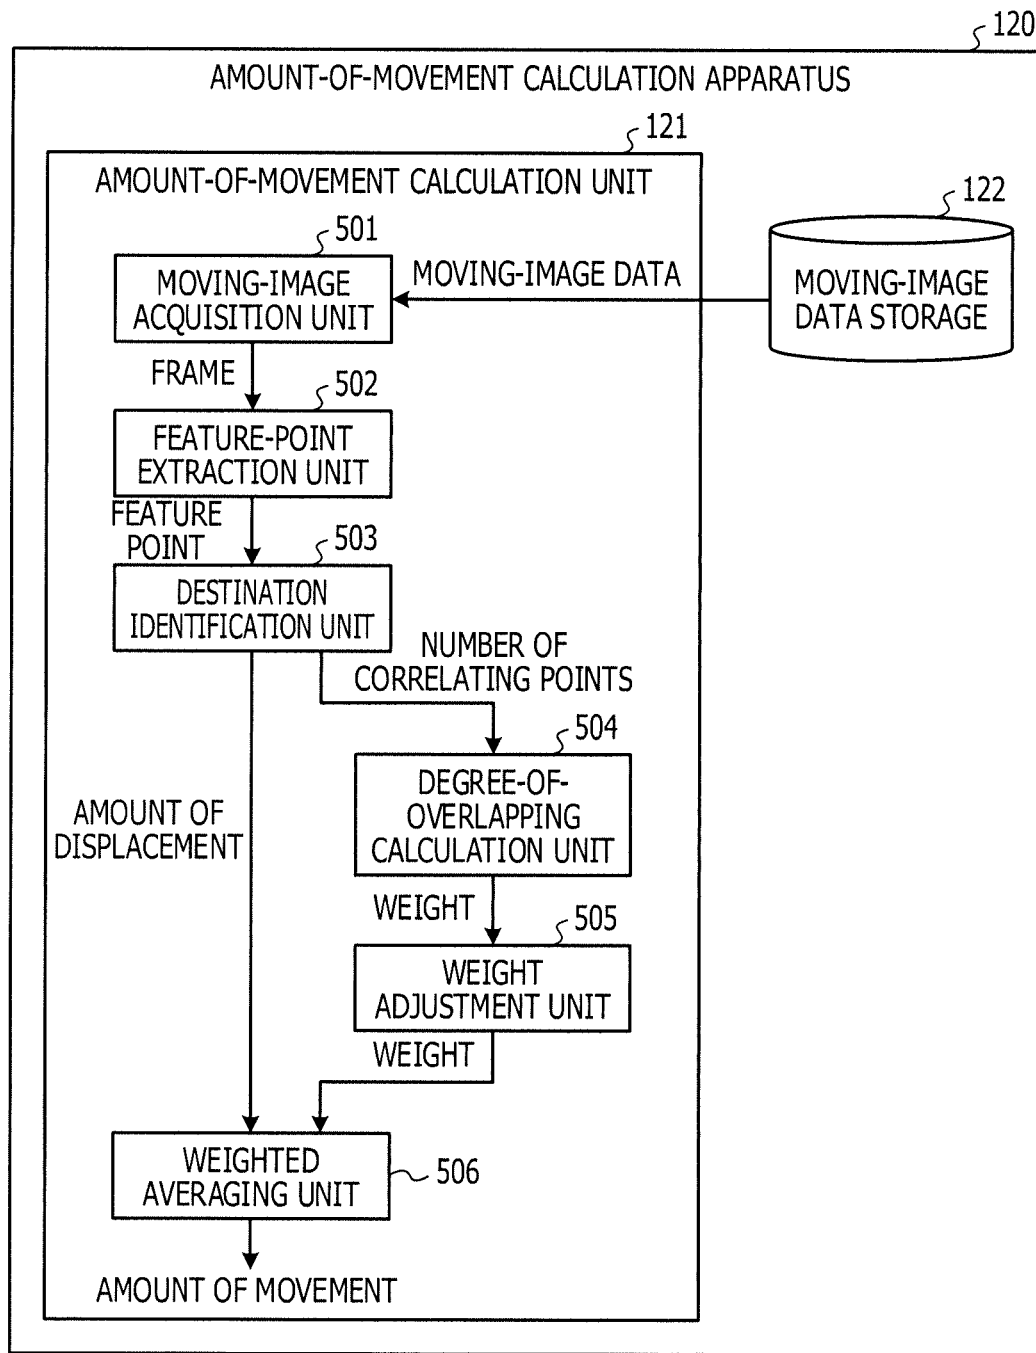 120
AMOUNT-OF-MOVEMENT CALCULATION APPARATUS
121
AMOUNT-OF-MOVEMENT CALCULATION UNIT
122
MOVING-IMAGE
DATA STORAGE
MOVING-IMAGE DATA
501
MOVING-IMAGE
ACQUISITION UNIT
FRAME
502
FEATURE-POINT
EXTRACTION UNIT
FEATURE
POINT
503
DESTINATION
IDENTIFICATION UNIT
NUMBER OF
CORRELATING POINTS
504
DEGREE-OF-
OVERLAPPING
CALCULATION UNIT
AMOUNT OF
DISPLACEMENT
WEIGHT
505
WEIGHT
ADJUSTMENT UNIT
WEIGHT
WEIGHTED
AVERAGING UNIT
506
AMOUNT OF MOVEMENT